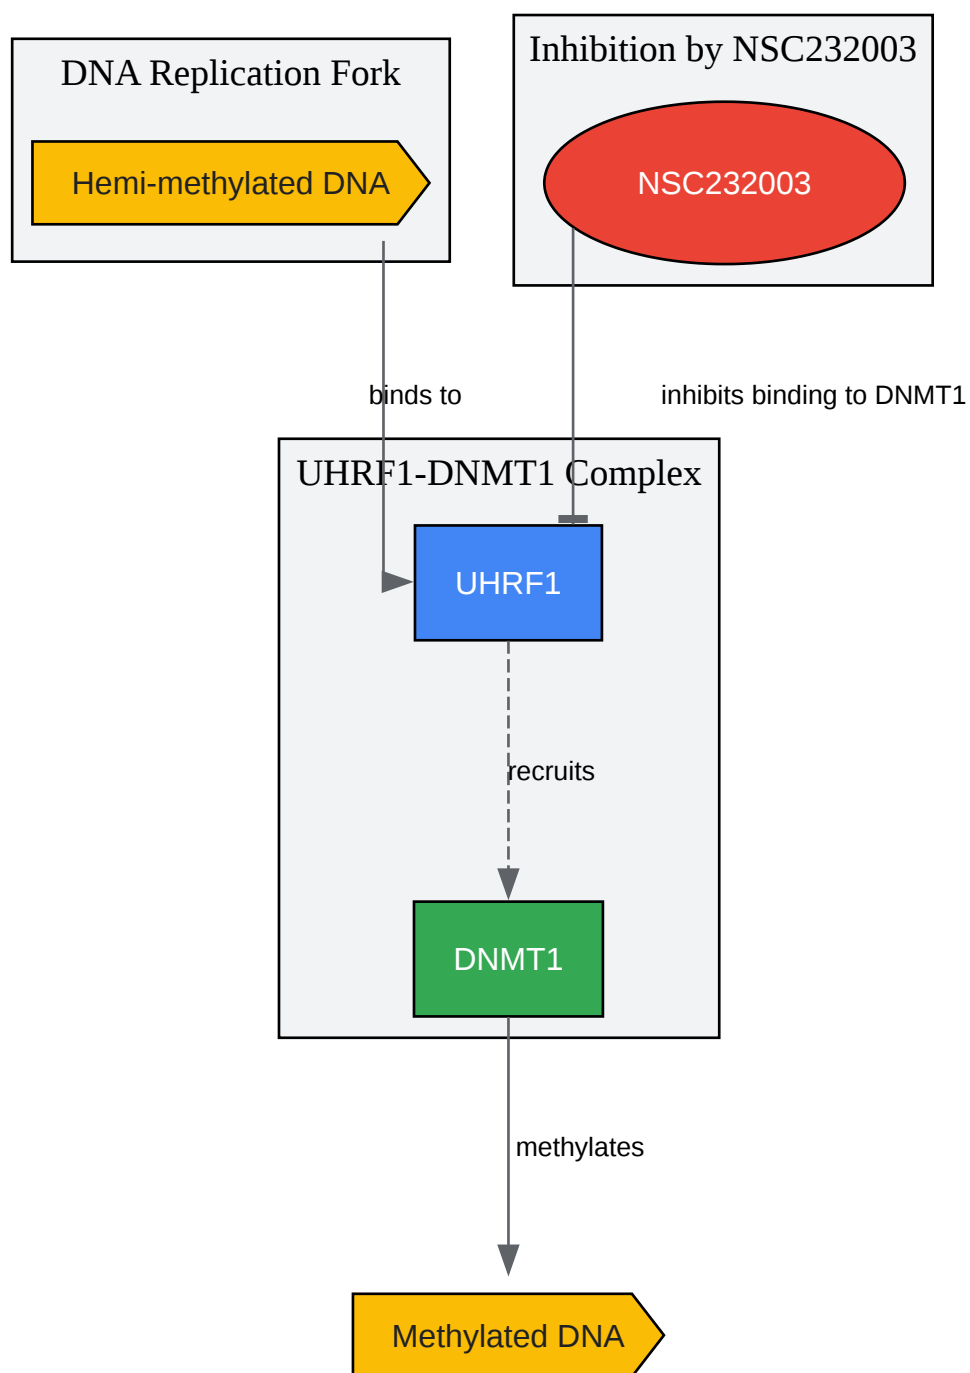 DNA Replication Fork
Inhibition by NSC232003
Hemi-methylated DNA
NSC232003
binds to
inhibits binding to DNMT1
UHRF1-DNMT1 Complex
UHRF1
recruits
DNMT1
methylates
Methylated DNA